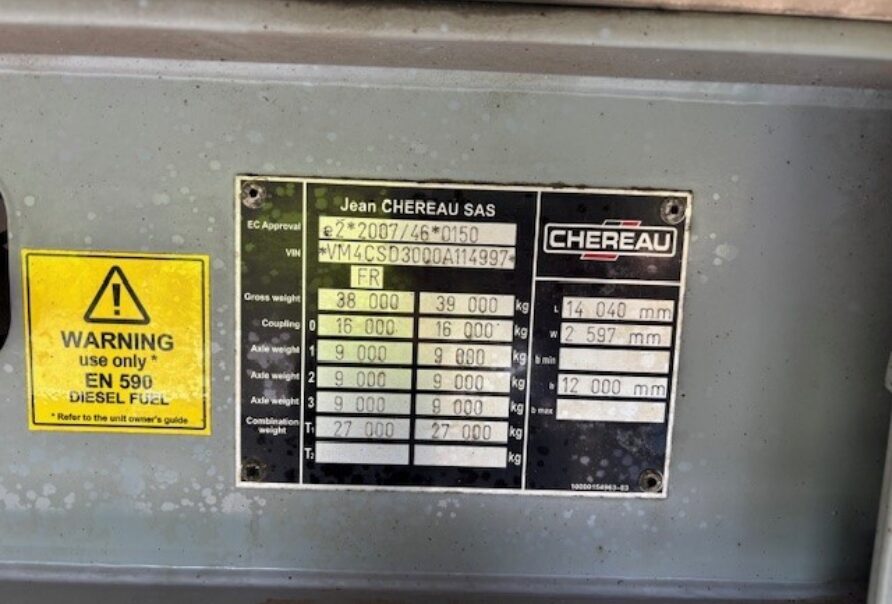 WARNING
use only *
EN 590
DIESEL FUEL
* Refer to the unit owner's guide
Jean CHEREAU SAS
EC Approval e2*2007/46*0150
VIN *VM4CSD3000A114997*
FR
Gross weight 38 000 39 000 kg
Coupling 0 16 000 16 000 kg
Axle weight 1 9 000 9 000 kg
Axle weight 2 9 000 9 000 kg
Axle weight 3 9 000 9 000 kg
Combination weight T1 27 000 27 000 kg
T2 kg
CHEREAU
L 14 040 mm
W 2 597 mm
b min
b 12 000 mm
b max
10000154963-03